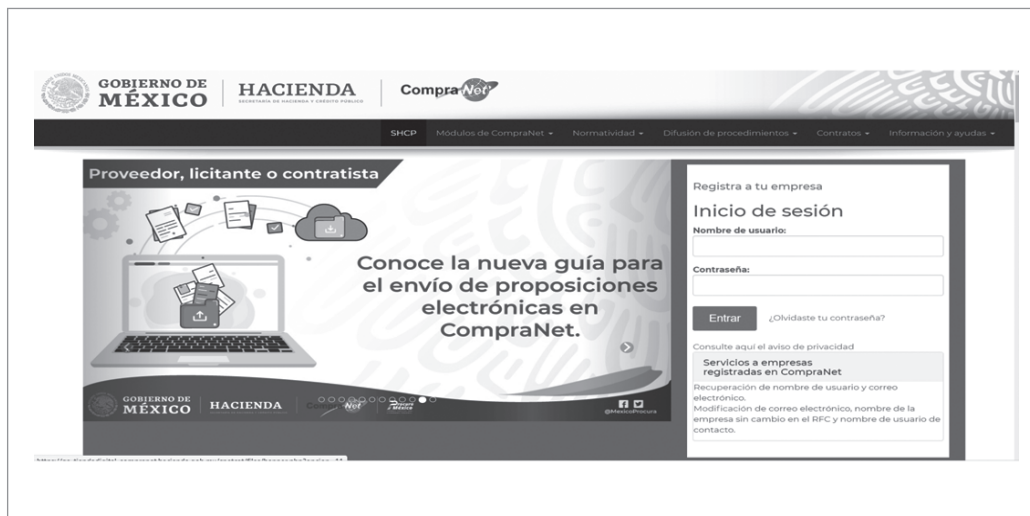 GOBIERNO DE
MÉXICO
HACIENDA
SECRETARÍA DE HACIENDA Y CRÉDITO PÚBLICO
CompraNet
SHCP Módulos de CompraNet Normatividad Difusión de procedimientos Contratos Información y ayudas
Proveedor, licitante o contratista
Conoce la nueva guía para
el envío de proposiciones
electrónicas en
CompraNet.
GOBIERNO DE
MÉXICO
HACIENDA
CompraNet
@MexicoProcura
Registra a tu empresa
Inicio de sesión
Nombre de usuario:
Contraseña:
Entrar ¿Olvidaste tu contraseña?
Consulte aquí el aviso de privacidad
Servicios a empresas
registradas en CompraNet
Recuperación de nombre de usuario y correo
electrónico.
Modificación de correo electrónico, nombre de la
empresa sin cambio en el RFC y nombre de usuario de
contacto.